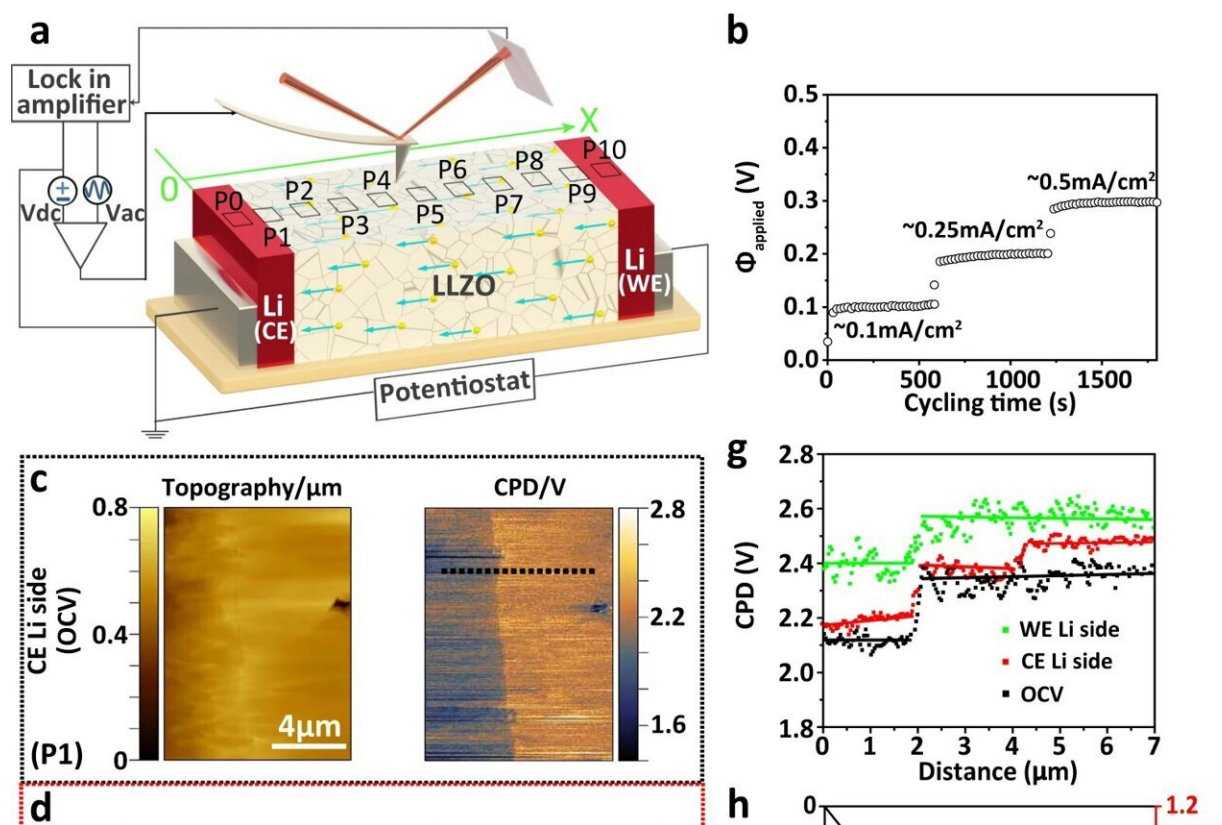 a
Lock in
amplifier
Vdc
Vac
O
X
P0
P1
P2
P3
P4
P5
P6
P7
P8
P9
P10
LLZO
Li
(CE)
Li
(WE)
Potentiostat
b
Φapplied (V)
0.5
0.4
0.3
0.2
0.1
0.0
~0.5mA/cm²
~0.25mA/cm²
~0.1mA/cm²
0
500
1000
1500
Cycling time (s)
c
Topography/μm
CPD/V
CE Li side
(OCV)
(P1)
0.8
0.4
0
4μm
2.8
2.2
1.6
g
CPD (V)
2.8
2.6
2.4
2.2
2.0
1.8
WE Li side
CE Li side
OCV
0 1 2 3 4 5 6 7
Distance (μm)
d
h
0
1.2